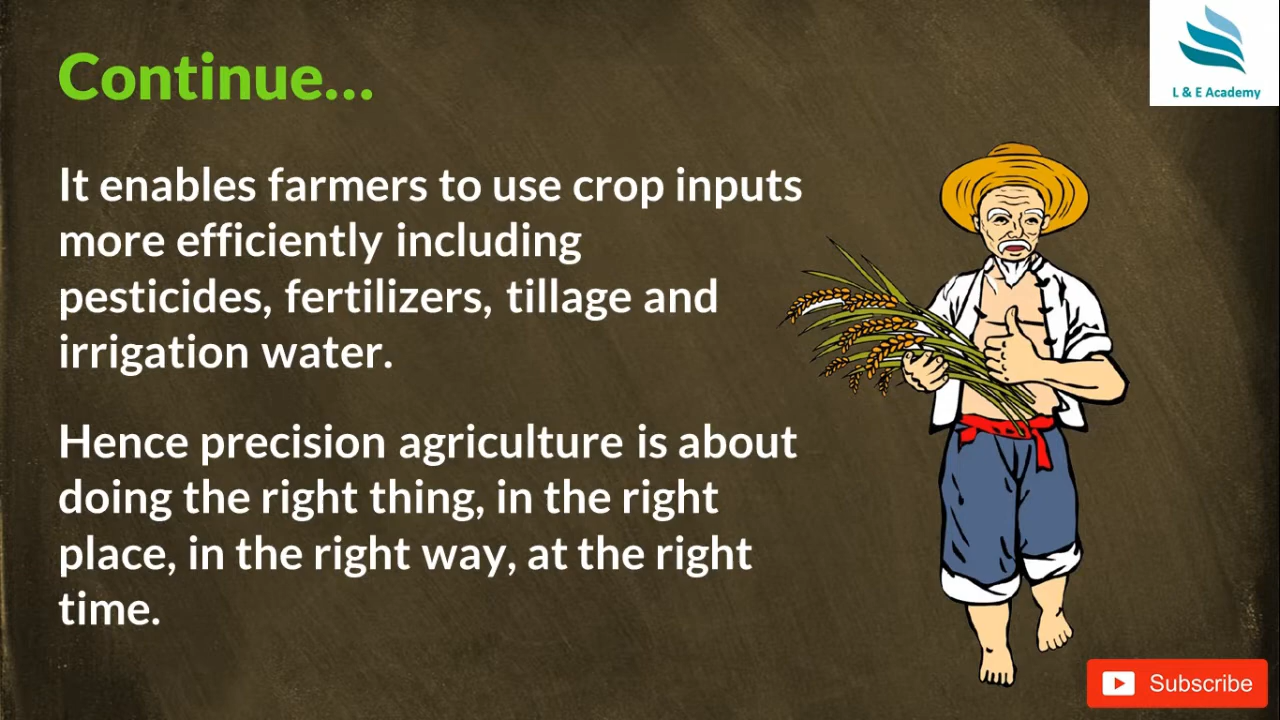 Continue...
L & E Academy
It enables farmers to use crop inputs
more efficiently including
pesticides, fertilizers, tillage and
irrigation water.
Hence precision agriculture is about
doing the right thing, in the right
place, in the right way, at the right
time.
Subscribe